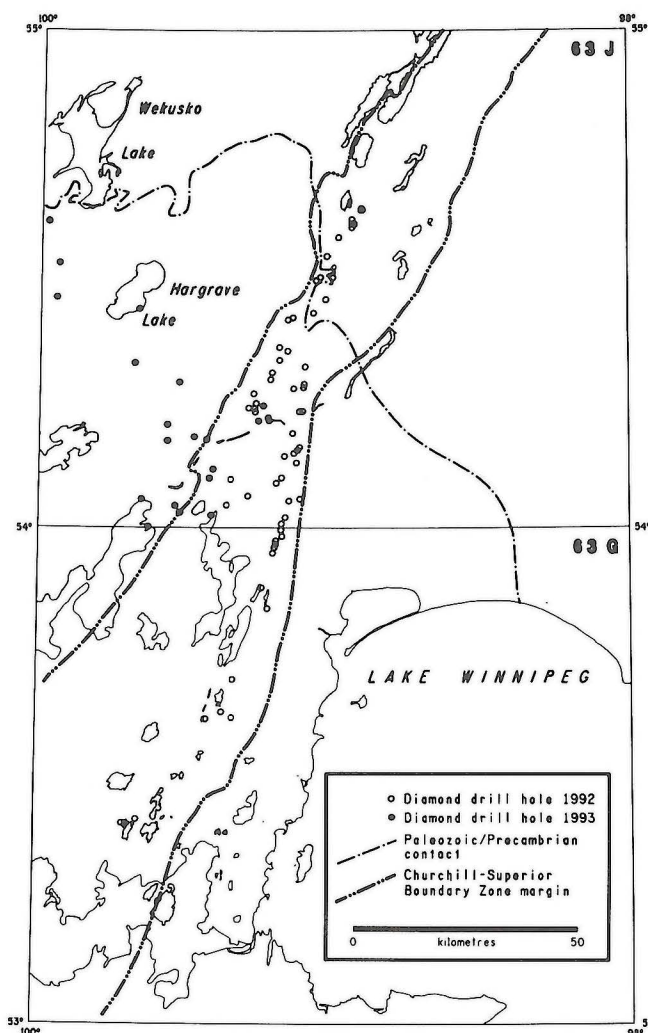 100°
98°
55°
55°
63 J
Wekusko
Lake
Hargrave
Lake
54°
54°
63 G
LAKE WINNIPEG
Diamond drill hole 1992
Diamond drill hole 1993
Paleozoic/Precambrian
contact
Churchill-Superior
Boundary Zone margin
0 50
kilometres
53°
100°